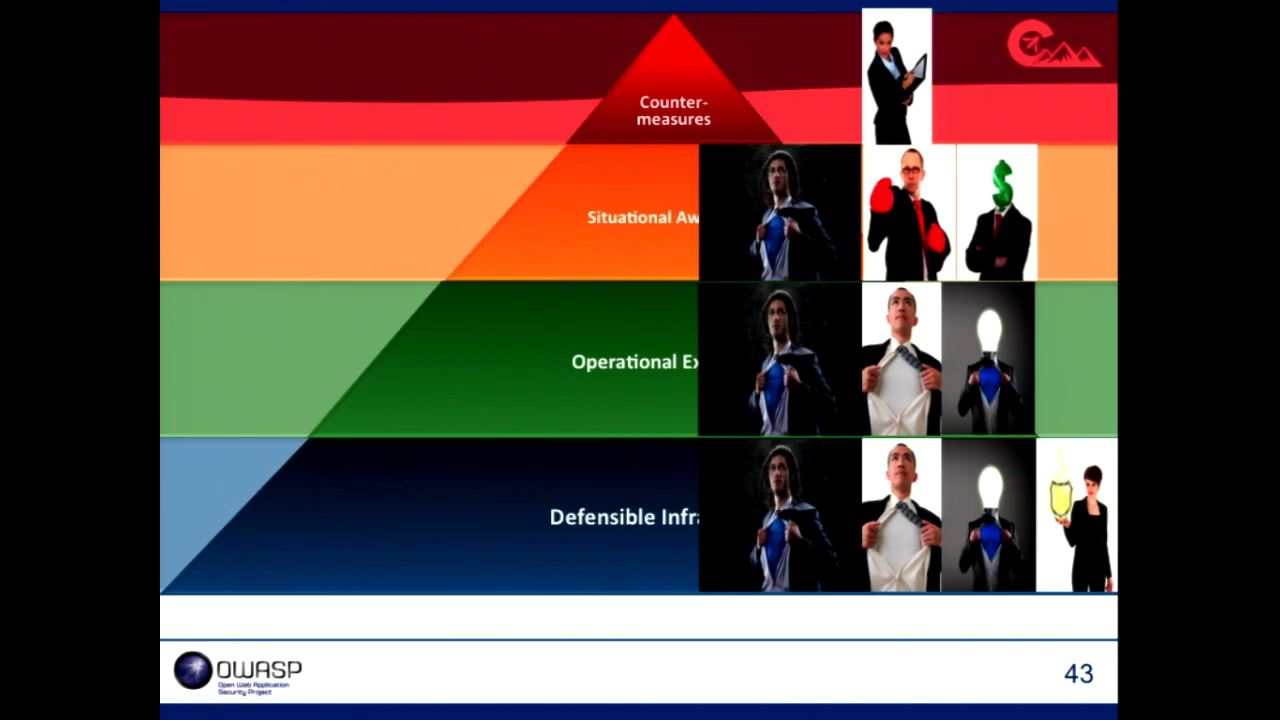 Counter-
measures
Situational Aw
Operational Ex
Defensible Infra
OWASP
Open Web Application
Security Project
43